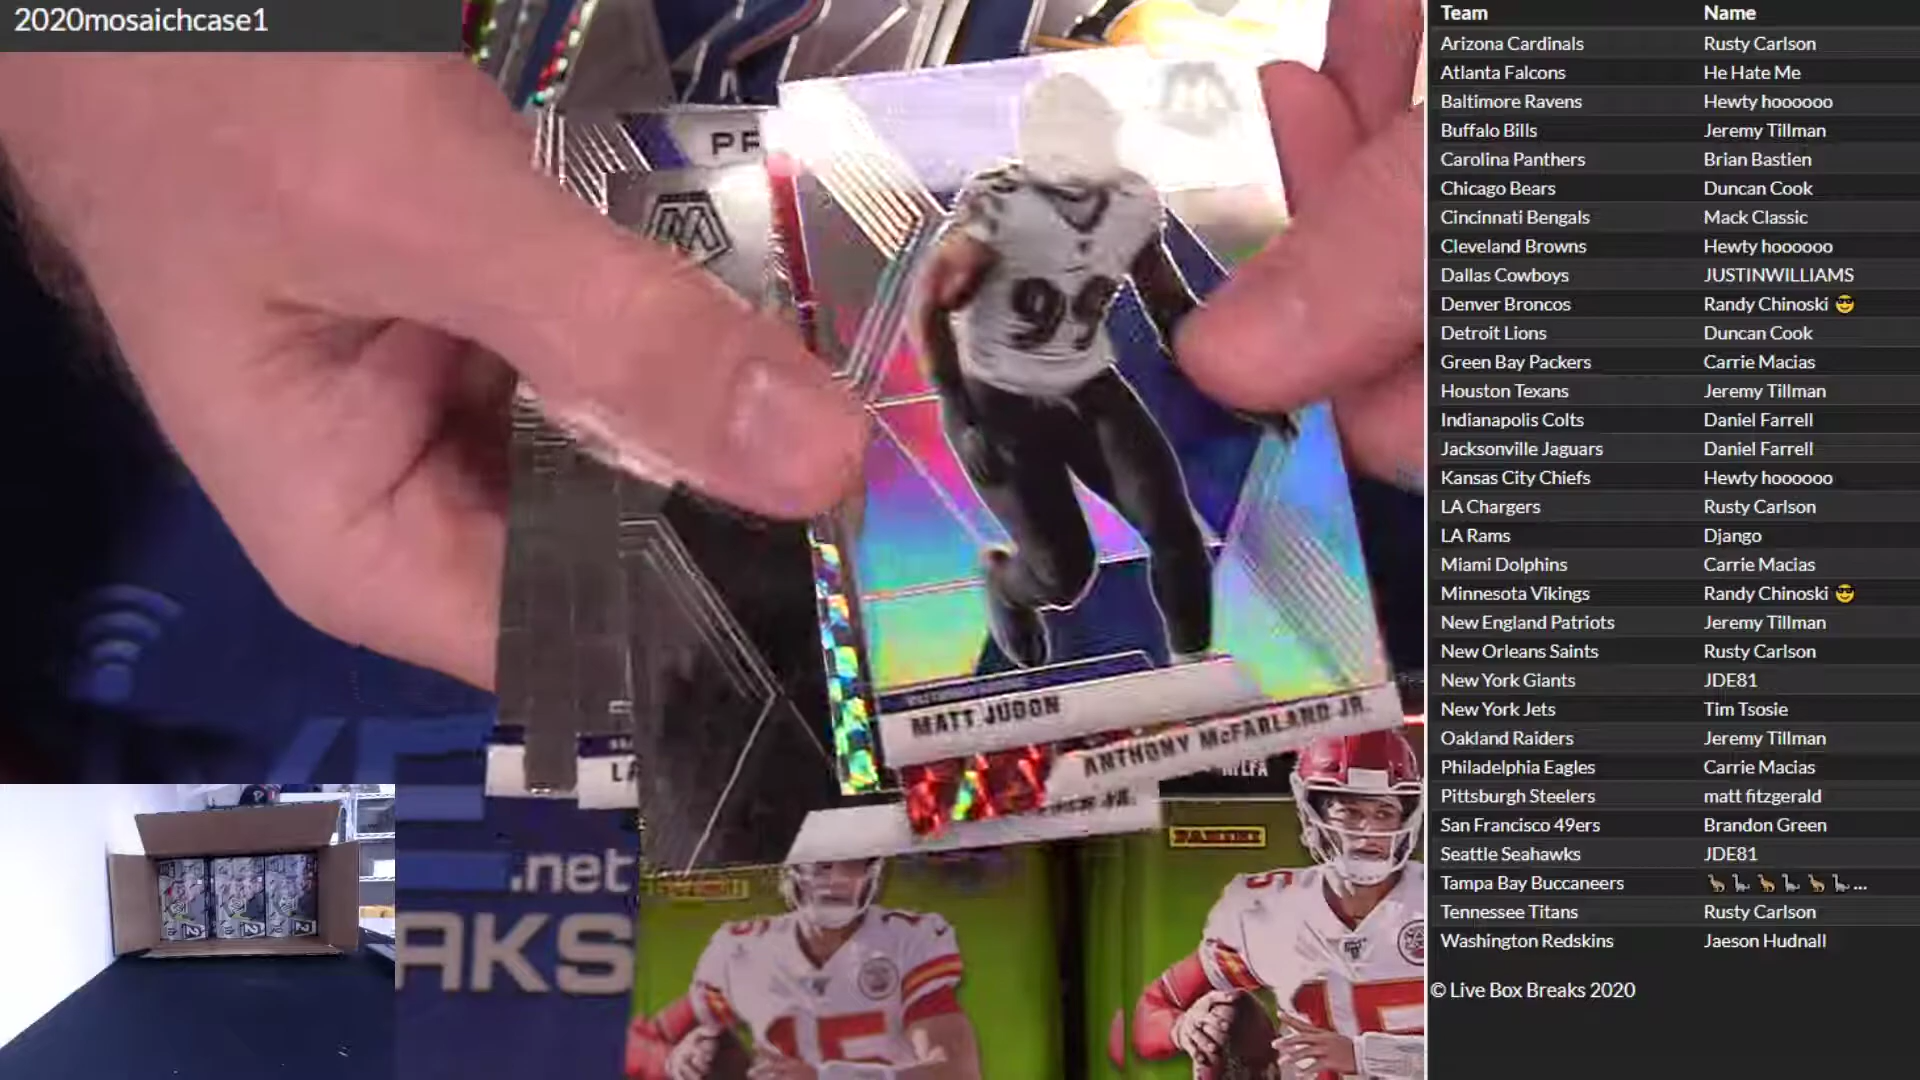 2020mosaichcase1
PR
MATT JUDON
ANTHONY McFARLAND JR.
LA
NFLPA
PANINI
.net
AKS
15
15
99
Team Name
Arizona Cardinals Rusty Carlson
Atlanta Falcons He Hate Me
Baltimore Ravens Hewty hoooooo
Buffalo Bills Jeremy Tillman
Carolina Panthers Brian Bastien
Chicago Bears Duncan Cook
Cincinnati Bengals Mack Classic
Cleveland Browns Hewty hoooooo
Dallas Cowboys JUSTINWILLIAMS
Denver Broncos Randy Chinoski 😎
Detroit Lions Duncan Cook
Green Bay Packers Carrie Macias
Houston Texans Jeremy Tillman
Indianapolis Colts Daniel Farrell
Jacksonville Jaguars Daniel Farrell
Kansas City Chiefs Hewty hoooooo
LA Chargers Rusty Carlson
LA Rams Django
Miami Dolphins Carrie Macias
Minnesota Vikings Randy Chinoski 😎
New England Patriots Jeremy Tillman
New Orleans Saints Rusty Carlson
New York Giants JDE81
New York Jets Tim Tsosie
Oakland Raiders Jeremy Tillman
Philadelphia Eagles Carrie Macias
Pittsburgh Steelers matt fitzgerald
San Francisco 49ers Brandon Green
Seattle Seahawks JDE81
Tampa Bay Buccaneers 🦒🦕🦒🦕🦒🦕...
Tennessee Titans Rusty Carlson
Washington Redskins Jaeson Hudnall
© Live Box Breaks 2020